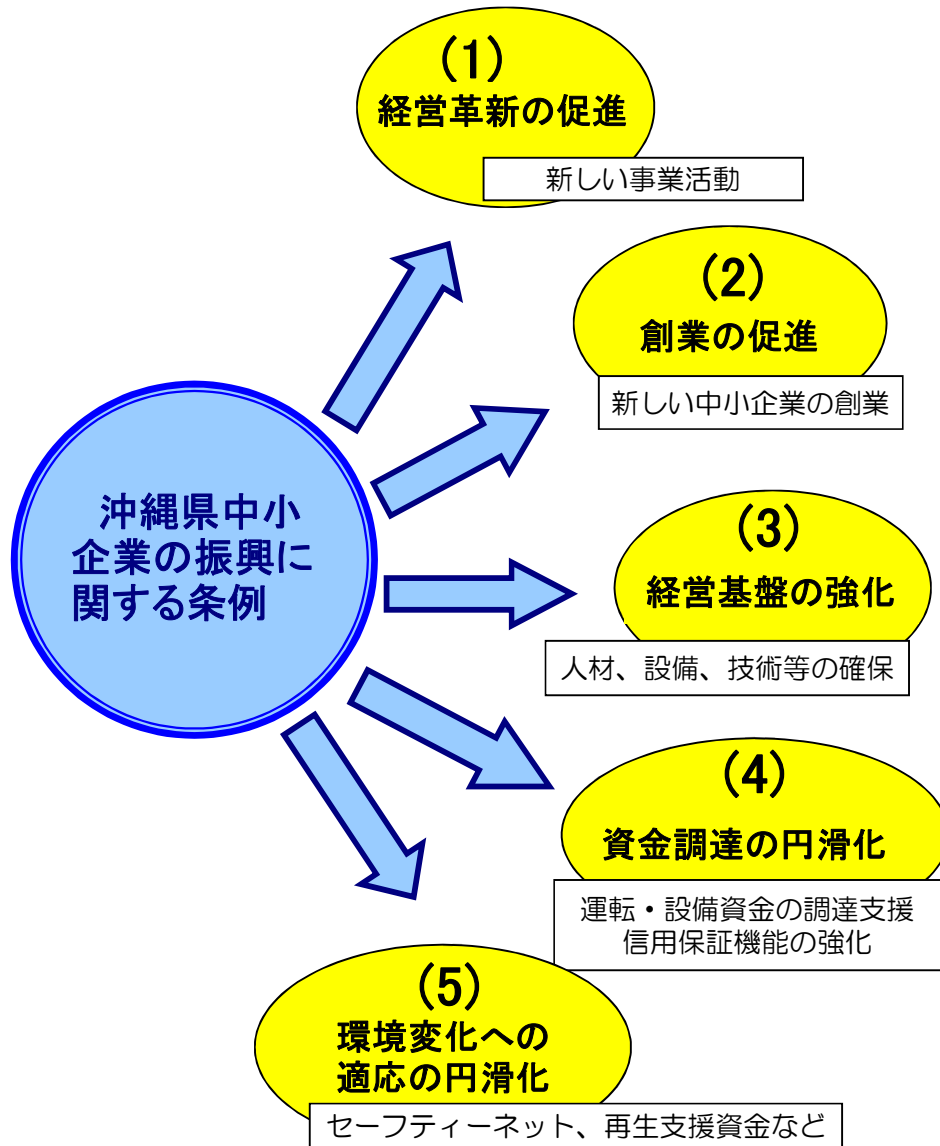 (1)
経営革新の促進
新しい事業活動
(2)
創業の促進
新しい中小企業の創業
沖縄県中小
企業の振興に
関する条例
(3)
経営基盤の強化
人材、設備、技術等の確保
(4)
資金調達の円滑化
運転・設備資金の調達支援
信用保証機能の強化
(5)
環境変化への
適応の円滑化
セーフティーネット、再生支援資金など